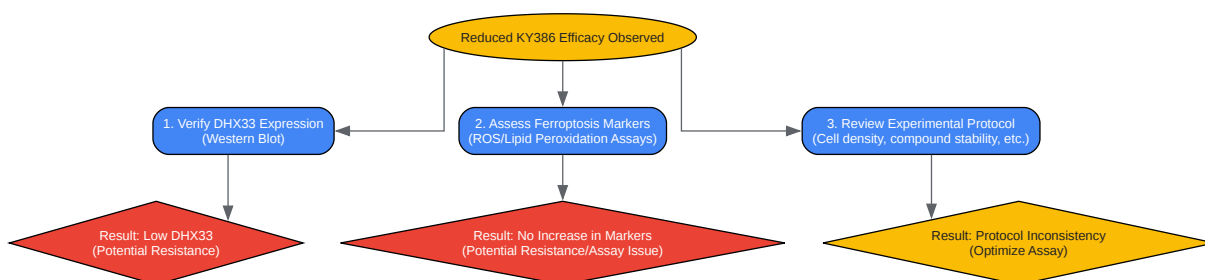 Reduced KY386 Efficacy Observed
1. Verify DHX33 Expression
(Western Blot)
2. Assess Ferroptosis Markers
(ROS/Lipid Peroxidation Assays)
3. Review Experimental Protocol
(Cell density, compound stability, etc.)
Result: Low DHX33
(Potential Resistance)
Result: No Increase in Markers
(Potential Resistance/Assay Issue)
Result: Protocol Inconsistency
(Optimize Assay)